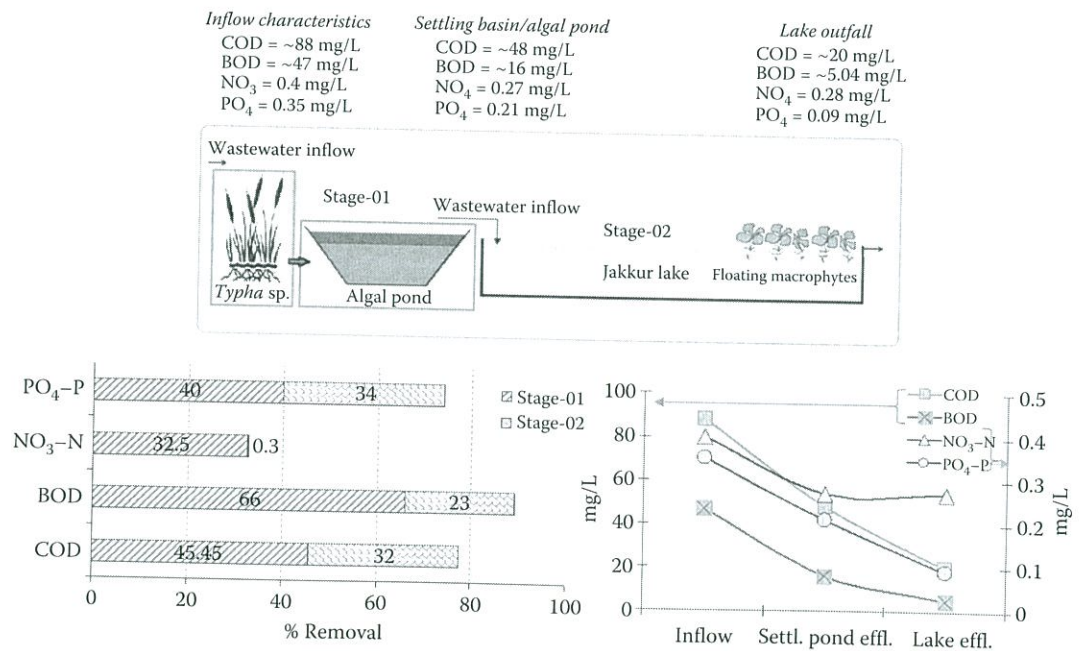 Inflow characteristics
COD = ~88 mg/L
BOD = ~47 mg/L
NO3 = 0.4 mg/L
PO4 = 0.35 mg/L
Settling basin/algal pond
COD = ~48 mg/L
BOD = ~16 mg/L
NO4 = 0.27 mg/L
PO4 = 0.21 mg/L
Lake outfall
COD = ~20 mg/L
BOD = ~5.04 mg/L
NO4 = 0.28 mg/L
PO4 = 0.09 mg/L
Wastewater inflow
Stage-01
Wastewater inflow
Stage-02
Jakkur lake
Floating macrophytes
Typha sp.
Algal pond
PO4–P
40
34
NO3–N
32.5
0.3
BOD
66
23
COD
45.45
32
0
20
40
60
80
100
% Removal
Stage-01
Stage-02
100
80
60
40
20
0
mg/L
COD
BOD
NO3–N
PO4–P
0.5
0.4
0.3
0.2
0.1
0
mg/L
Inflow
Settl. pond effl.
Lake effl.